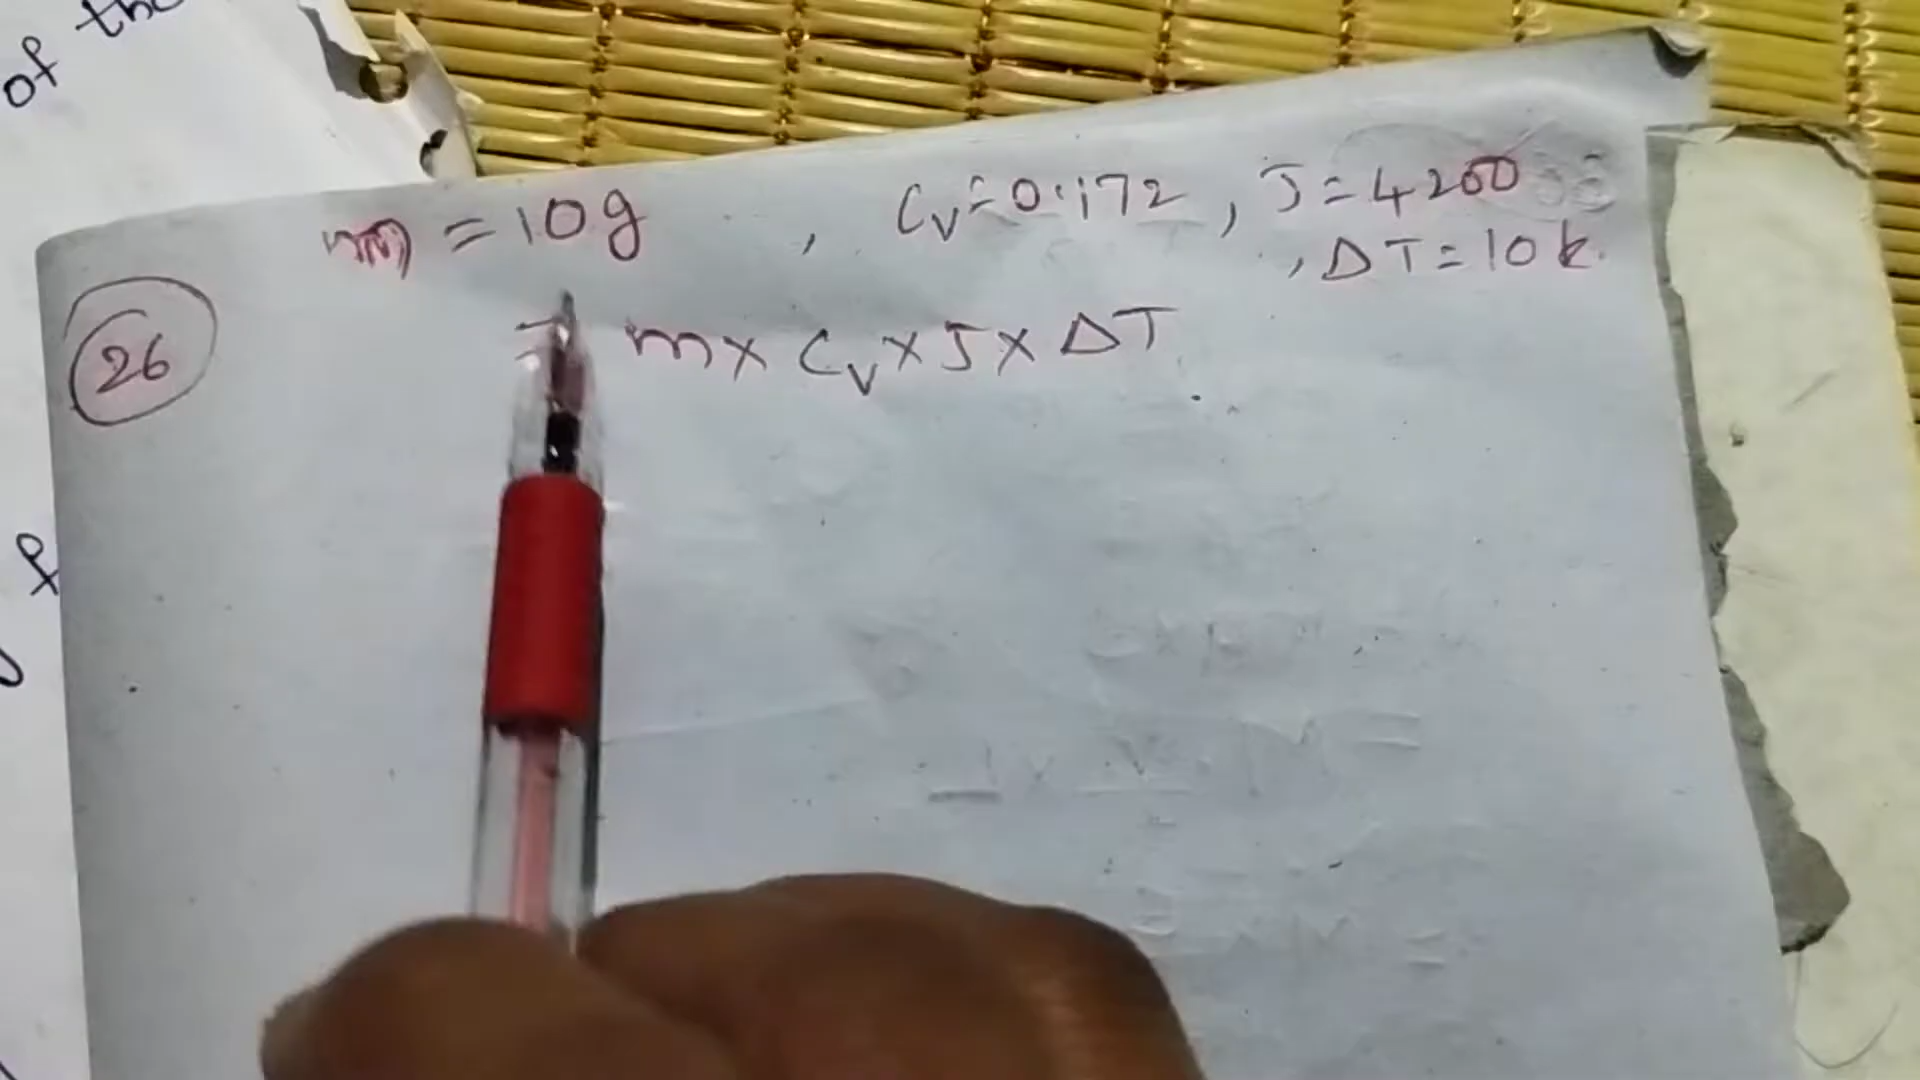 of the
m = 10g , Cv = 0.172 , J = 4200
, ΔT = 10k.
26
= m x Cv x J x ΔT
f